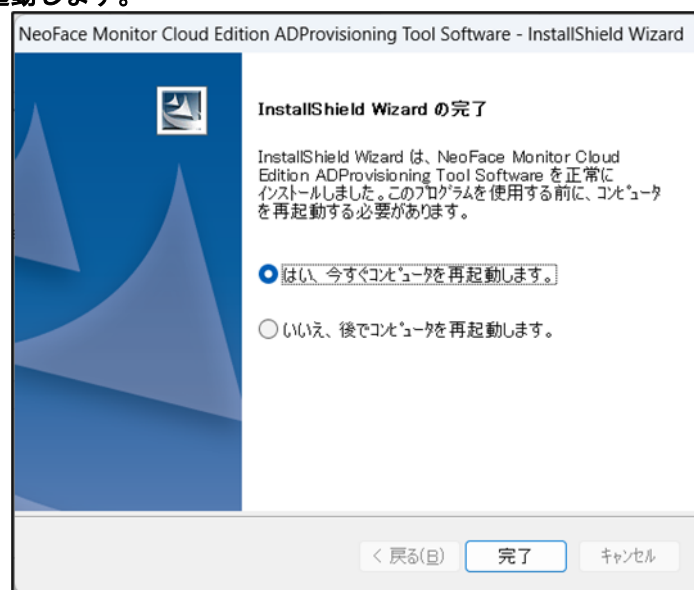 動します。
NeoFace Monitor Cloud Edition ADProvisioning Tool Software - InstallShield Wizard
InstallShield Wizard の完了
InstallShield Wizard は、NeoFace Monitor Cloud
Edition ADProvisioning Tool Software を正常に
インストールしました。このプログラムを使用する前に、コンピュータ
を再起動する必要があります。
はい、今すぐコンピュータを再起動します。
いいえ、後でコンピュータを再起動します。
< 戻る(B)
完了
キャンセル